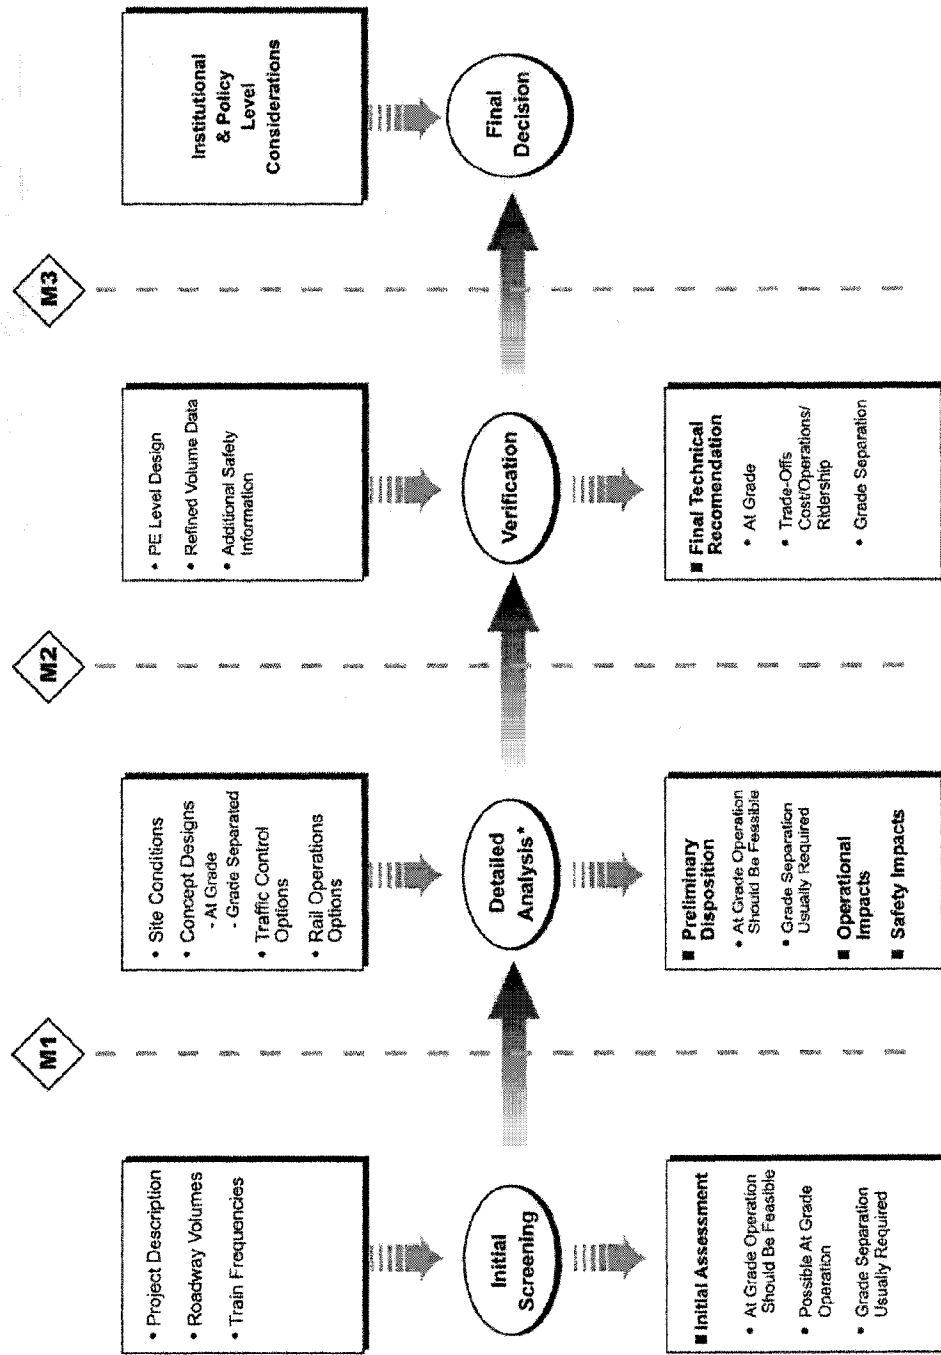 M1
M2
M3
• Project Description
• Roadway Volumes
• Train Frequencies
• Site Conditions
• Concept Designs
- At Grade
- Grade Separated
• Traffic Control
Options
• Rail Operations
Options
• PE Level Design
• Refined Volume Data
• Additional Safety
Information
Institutional
& Policy
Level
Considerations
Initial
Screening
Detailed
Analysis*
Verification
Final
Decision
■ Initial Assessment
• At Grade Operation
Should Be Feasible
• Possible At Grade
Operation
• Grade Separation
Usually Required
■ Preliminary
Disposition
• At Grade Operation
Should Be Feasible
• Grade Separation
Usually Required
■ Operational
Impacts
■ Safety Impacts
■ Final Technical
Recomendation
• At Grade
• Trade-Offs
Cost/Operations/
Ridership
• Grade Separation